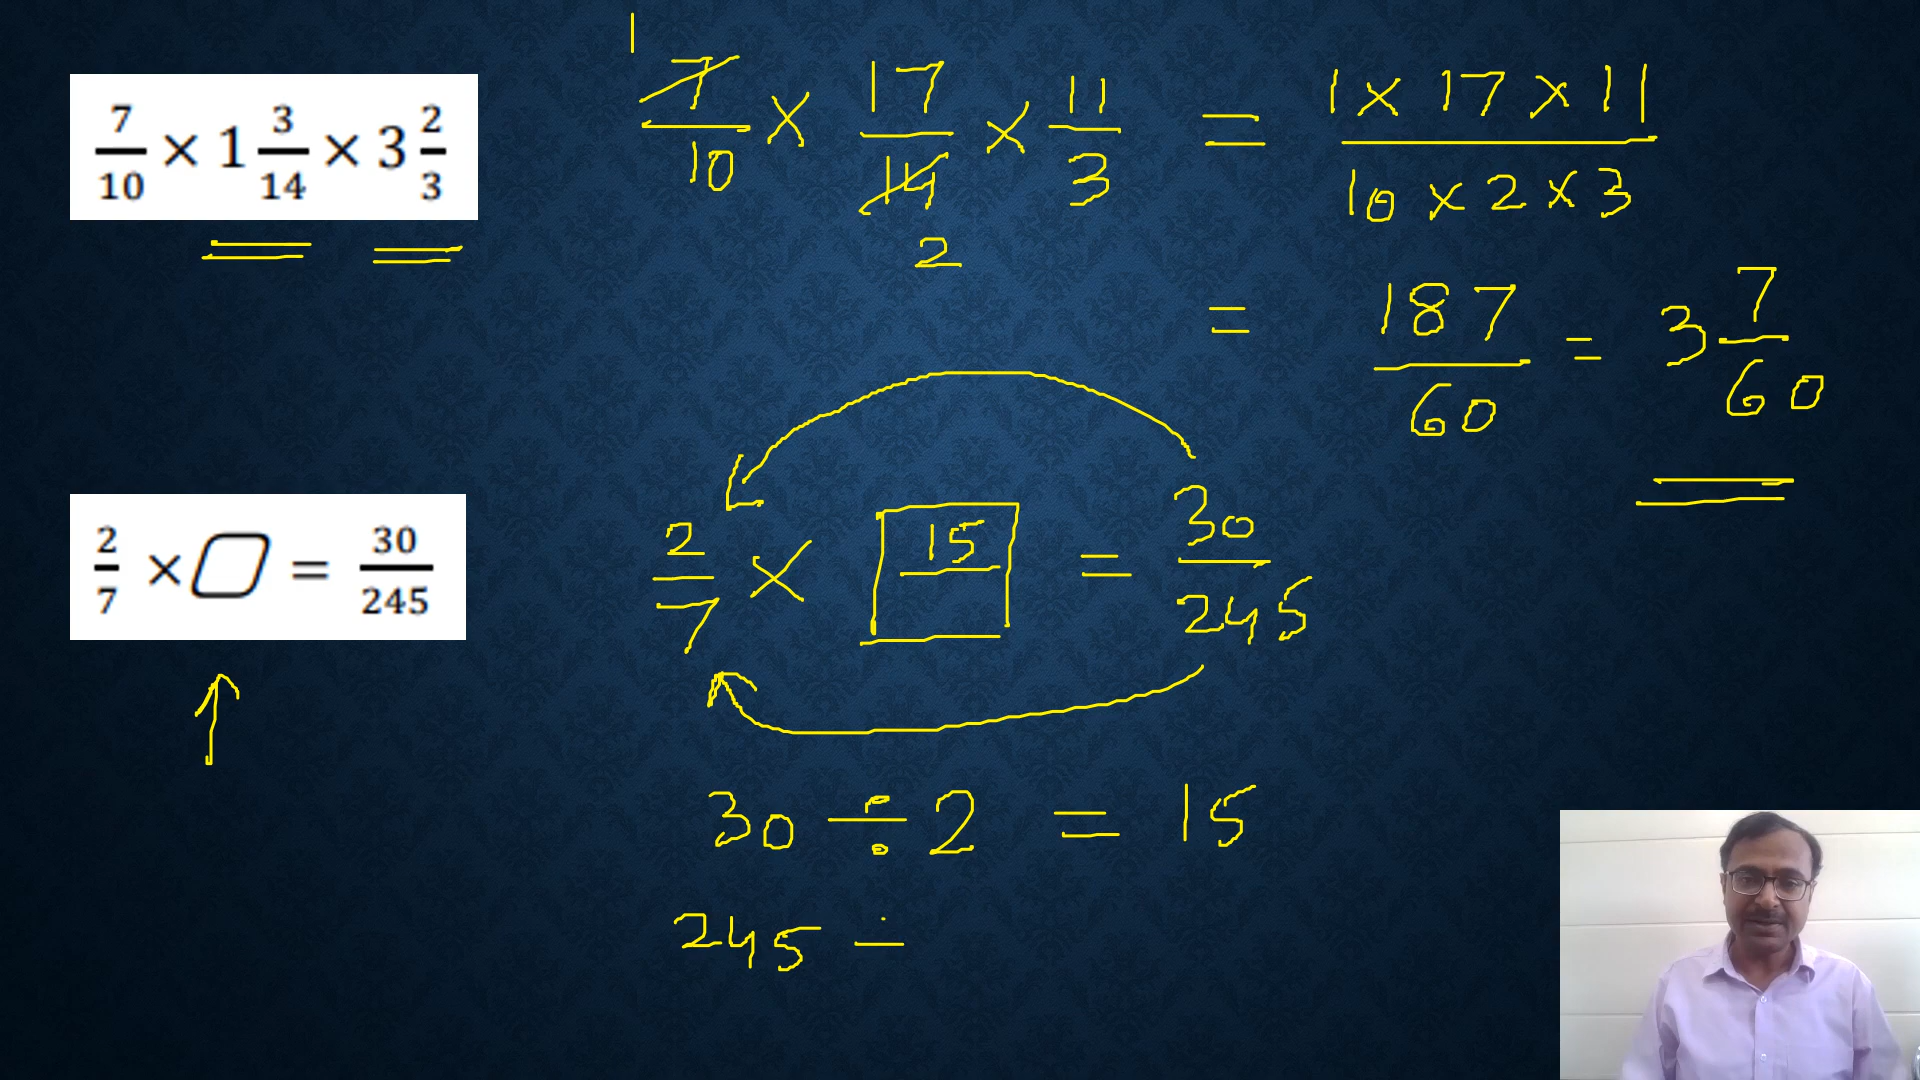 7/10 × 1 3/14 × 3 2/3
1
7/10 × 17/14 × 11/3 = 1 × 17 × 11 / 10 × 2 × 3
2
= 187/60 = 3 7/60
2/7 × ▱ = 30/245
2/7 × 15 = 30/245
30 ÷ 2 = 15
245 ÷